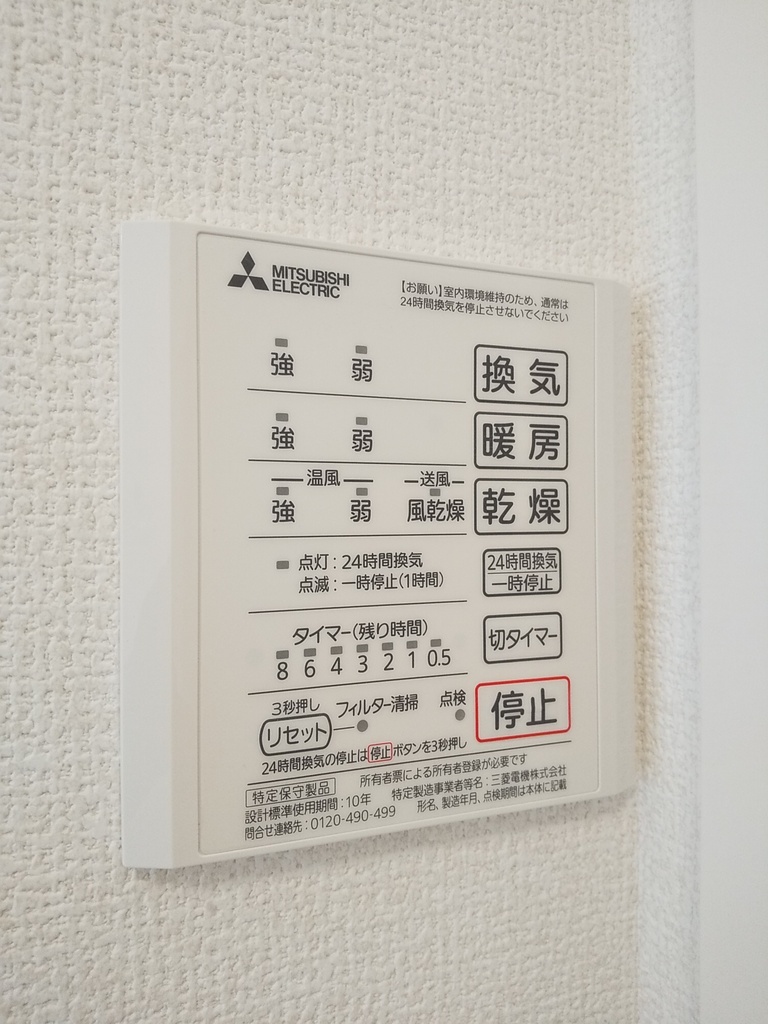 MITSUBISHI
ELECTRIC
【お願い】室内環境維持のため、通常は
24時間換気を停止させないでください
強 弱 換気
強 弱 暖房
温風 送風
強 弱 風乾燥 乾燥
点灯：24時間換気
点滅：一時停止(1時間)
24時間換気
一時停止
タイマー(残り時間)
8 6 4 3 2 1 0.5
切タイマー
3秒押し フィルター清掃 点検
リセット
停止
24時間換気の停止は停止ボタンを3秒押し
特定保守製品 所有者票による所有者登録が必要です
設計標準使用期間：10年 特定製造事業者等名：三菱電機株式会社
問合せ連絡先：0120-490-499 形名、製造年月、点検期間は本体に記載